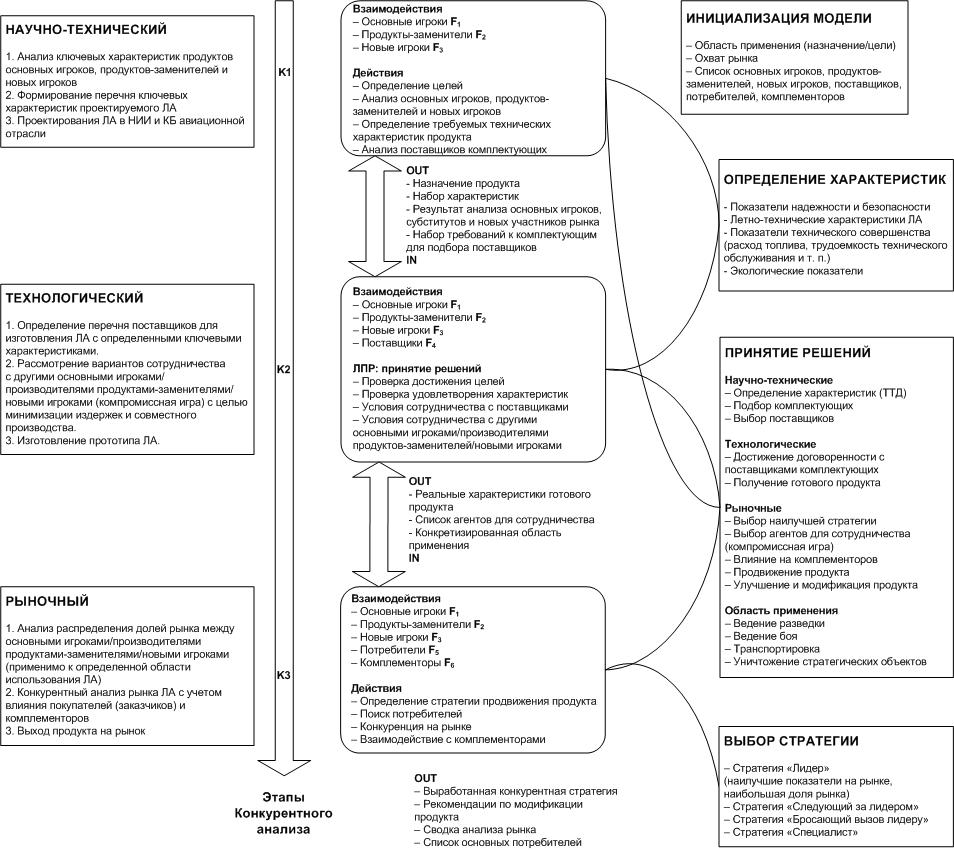 НАУЧНО-ТЕХНИЧЕСКИЙ
1. Анализ ключевых характеристик продуктов
основных игроков, продуктов-заменителей и
новых игроков
2. Формирование перечня ключевых
характеристик проектируемого ЛА
3. Проектирования ЛА в НИИ и КБ авиационной
отрасли
ТЕХНОЛОГИЧЕСКИЙ
1. Определение перечня поставщиков для
изготовления ЛА с определенными ключевыми
характеристиками.
2. Рассмотрение вариантов сотрудничества
с другими основными игроками/
производителями продуктами-заменителями/
новыми игроками (компромиссная игра) с целью
минимизации издержек и совместного
производства.
3. Изготовление прототипа ЛА.
РЫНОЧНЫЙ
1. Анализ распределения долей рынка между
основными игроками/производителями
продуктами-заменителями/новыми игроками
(применимо к определенной области
использования ЛА)
2. Конкурентный анализ рынка ЛА с учетом
влияния покупателей (заказчиков) и
комплементоров
3. Выход продукта на рынок
K1
K2
K3
Этапы
Конкурентного
анализа
Взаимодействия
– Основные игроки F1
– Продукты-заменители F2
– Новые игроки F3
Действия
– Определение целей
– Анализ основных игроков, продуктов-
заменителей и новых игроков
– Определение требуемых технических
характеристик продукта
– Анализ поставщиков комплектующих
OUT
- Назначение продукта
- Набор характеристик
- Результат анализа основных игроков,
субститутов и новых участников рынка
- Набор требований к комплектующим
для подбора поставщиков
IN
Взаимодействия
– Основные игроки F1
– Продукты-заменители F2
– Новые игроки F3
– Поставщики F4
ЛПР: принятие решений
– Проверка достижения целей
– Проверка удовлетворения характеристик
– Условия сотрудничества с поставщиками
– Условия сотрудничества с другими
основными игроками/производителями
продуктов-заменителей/новыми игроками
OUT
- Реальные характеристики готового
продукта
- Список агентов для сотрудничества
- Конкретизированная область
применения
IN
Взаимодействия
– Основные игроки F1
– Продукты-заменители F2
– Новые игроки F3
– Потребители F5
– Комплементоры F6
Действия
– Определение стратегии продвижения продукта
– Поиск потребителей
– Конкуренция на рынке
– Взаимодействие с комплементорами
OUT
– Выработанная конкурентная стратегия
– Рекомендации по модификации
продукта
– Сводка анализа рынка
– Список основных потребителей
ИНИЦИАЛИЗАЦИЯ МОДЕЛИ
– Область применения (назначение/цели)
– Охват рынка
– Список основных игроков, продуктов-
заменителей, новых игроков, поставщиков,
потребителей, комплементоров
ОПРЕДЕЛЕНИЕ ХАРАКТЕРИСТИК
- Показатели надежности и безопасности
- Летно-технические характеристики ЛА
- Показатели технического совершенства
(расход топлива, трудоемкость технического
обслуживания и т. п.)
- Экологические показатели
ПРИНЯТИЕ РЕШЕНИЙ
Научно-технические
– Определение характеристик (ТТД)
– Подбор комплектующих
– Выбор поставщиков
Технологические
– Достижение договоренности с
поставщиками комплектующих
– Получение готового продукта
Рыночные
– Выбор наилучшей стратегии
– Выбор агентов для сотрудничества
(компромиссная игра)
– Влияние на комплементоров
– Продвижение продукта
– Улучшение и модификация продукта
Область применения
– Ведение разведки
– Ведение боя
– Транспортировка
– Уничтожение стратегических объектов
ВЫБОР СТРАТЕГИИ
– Стратегия «Лидер»
(наилучшие показатели на рынке,
наибольшая доля рынка)
– Стратегия «Следующий за лидером»
– Стратегия «Бросающий вызов лидеру»
– Стратегия «Специалист»